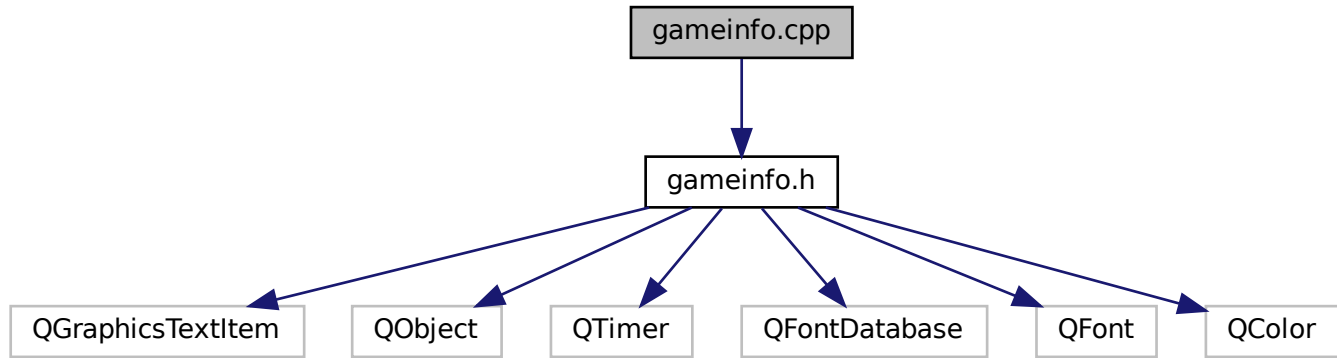 gameinfo.cpp
gameinfo.h
QGraphicsTextItem
QObject
QTimer
QFontDatabase
QFont
QColor